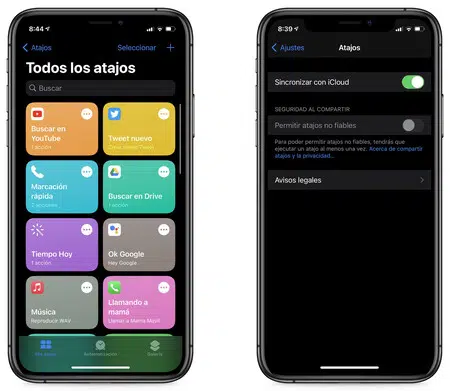 8:44
Atajos
Seleccionar
Todos los atajos
Buscar
Buscar en
YouTube
1 acción
Tweet nuevo
Marcación
rápida
2 acciones
Buscar en Drive
Tiempo Hoy
1 acción
Ok Google
Hey Google
Música
Reproducir WAV
Llamando a
mamá
Llamar a Mamá Móvil
Mis atajos
Automatización
Galería
8:39
Ajustes
Atajos
Sincronizar con iCloud
SEGURIDAD AL COMPARTIR
Permitir atajos no fiables
Para poder permitir atajos no fiables, tendrás que
ejecutar un atajo al menos una vez. Acerca de compartir
atajos y la privacidad...
Avisos legales